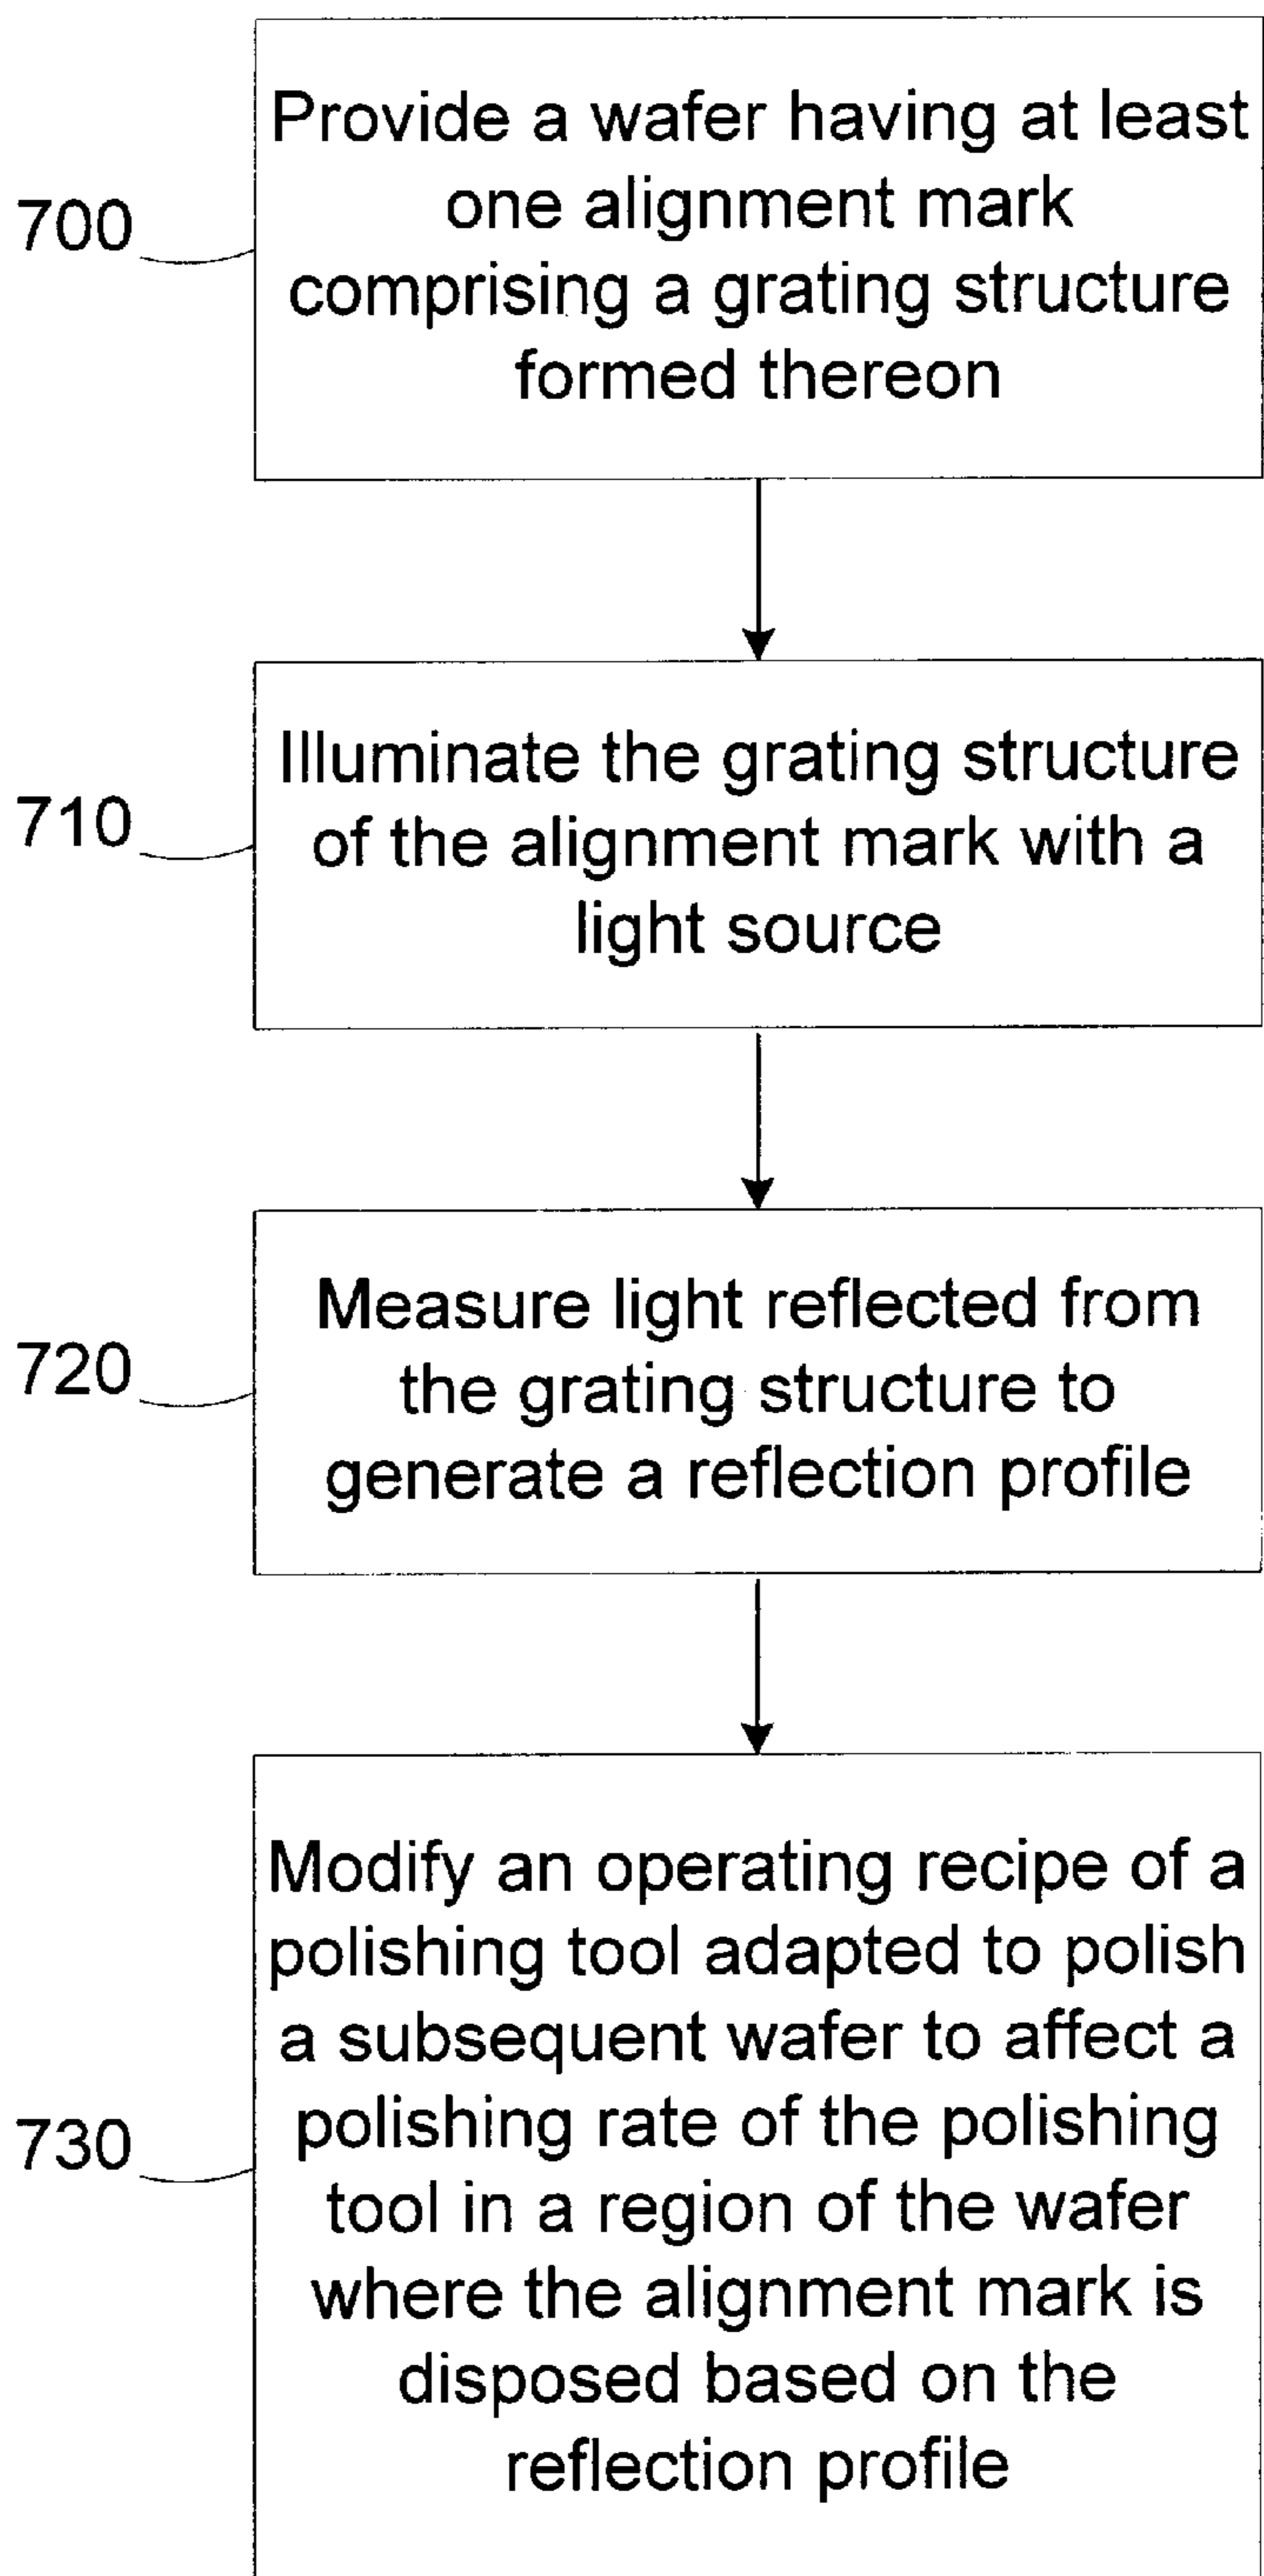 Provide a wafer having at least
one alignment mark
comprising a grating structure
formed thereon
700
Illuminate the grating structure
of the alignment mark with a
light source
710
Measure light reflected from
the grating structure to
generate a reflection profile
720
Modify an operating recipe of a
polishing tool adapted to polish
a subsequent wafer to affect a
polishing rate of the polishing
tool in a region of the wafer
where the alignment mark is
disposed based on the
reflection profile
730